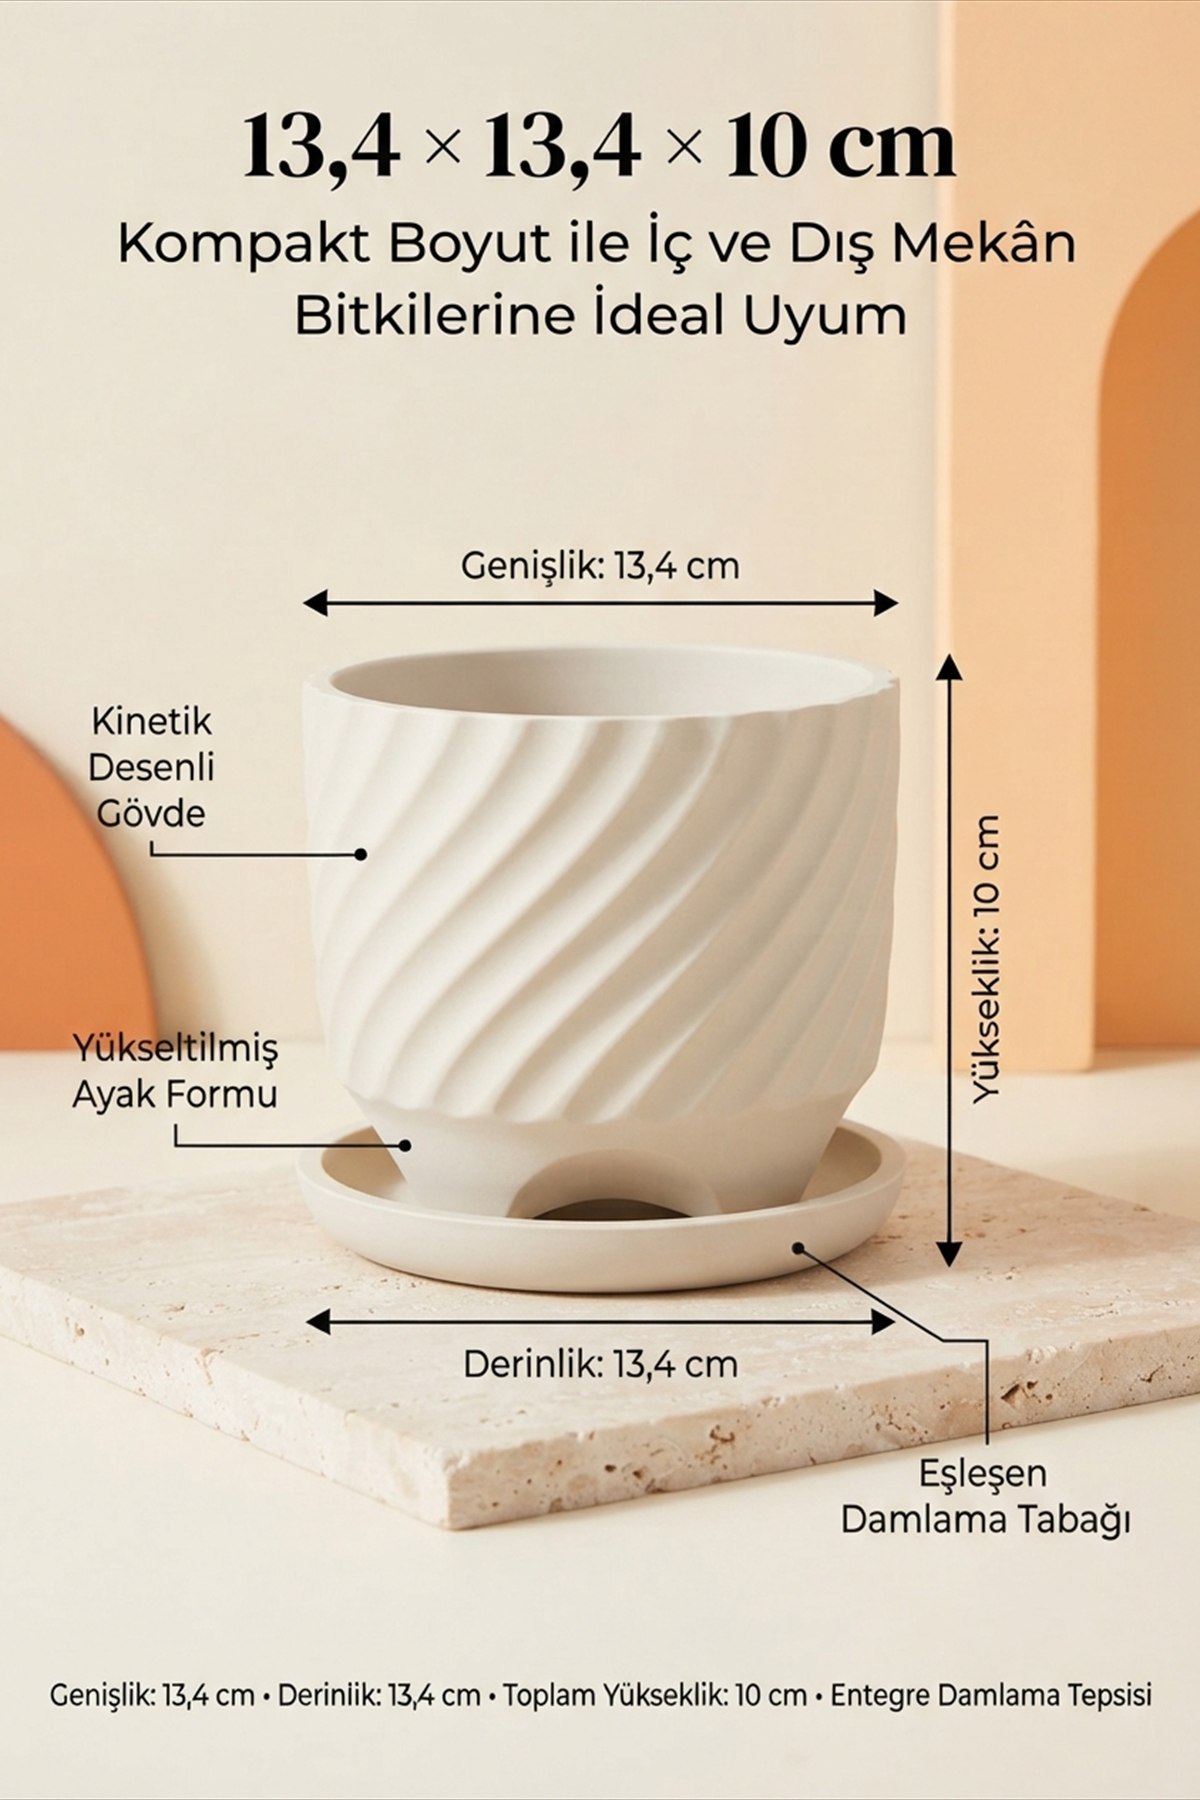 13,4 × 13,4 × 10 cm
Kompakt Boyut ile İç ve Dış Mekân
Bitkilerine İdeal Uyum
Genişlik: 13,4 cm
Kinetik
Desenli
Gövde
Yükseklik: 10 cm
Yükseltilmiş
Ayak Formu
Derinlik: 13,4 cm
Eşleşen
Damlama Tabağı
Genişlik: 13,4 cm • Derinlik: 13,4 cm • Toplam Yükseklik: 10 cm • Entegre Damlama Tepsisi